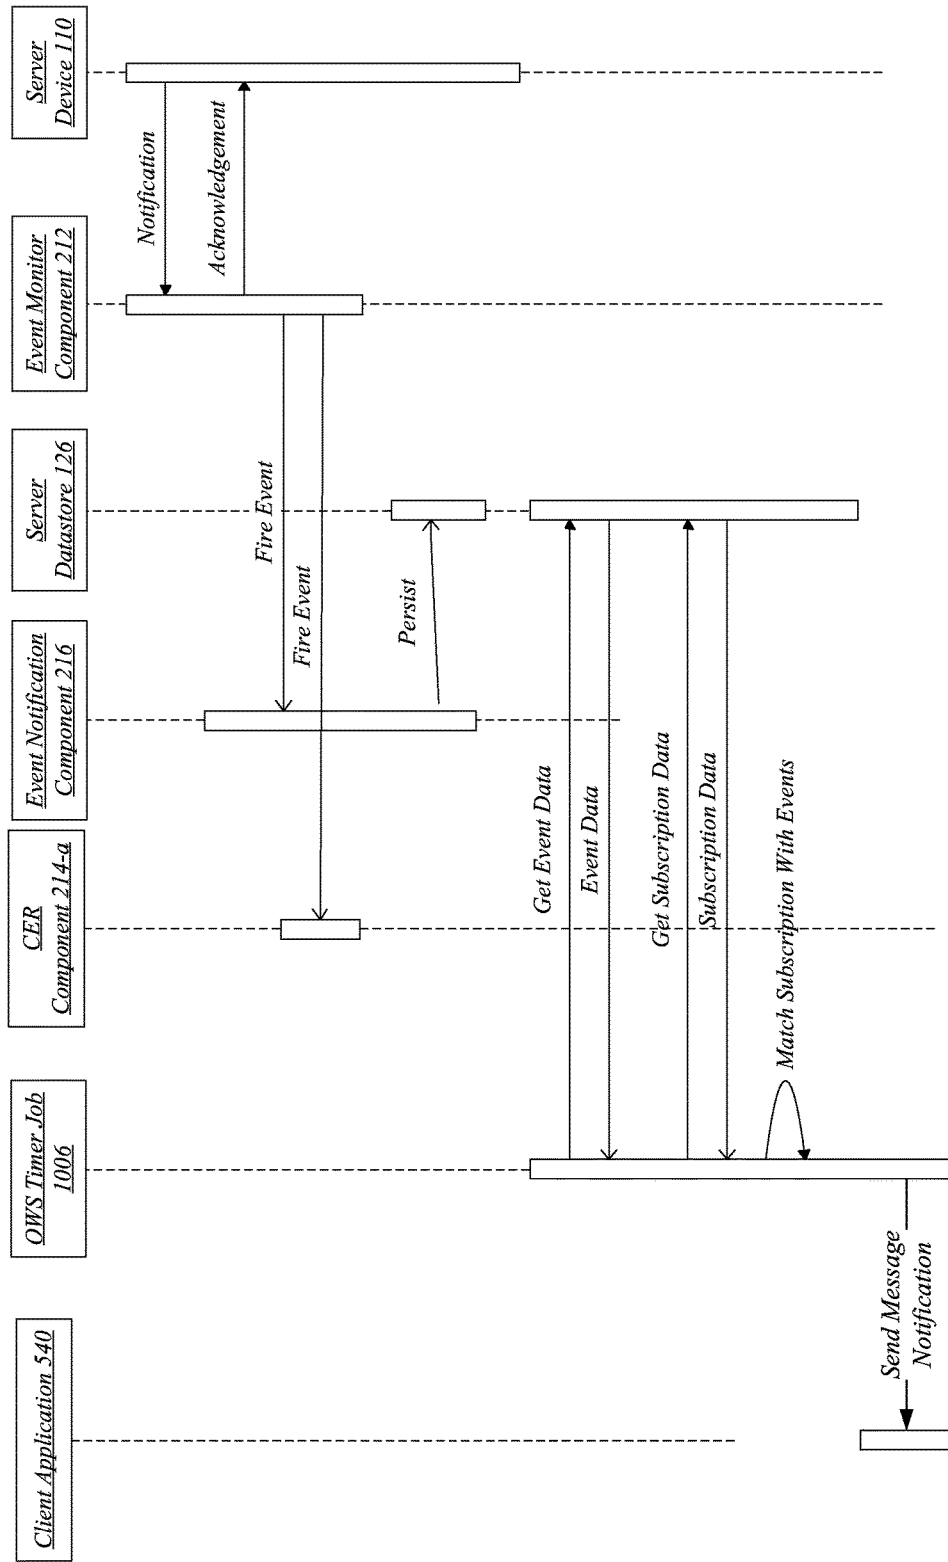 Client Application 540
OWS Timer Job
1006
CER
Component 214-a
Event Notification
Component 216
Server
Datastore 126
Event Monitor
Component 212
Server
Device 110
Notification
Acknowledgement
Fire Event
Fire Event
Persist
Get Event Data
Event Data
Get Subscription Data
Subscription Data
Match Subscription With Events
Send Message
Notification